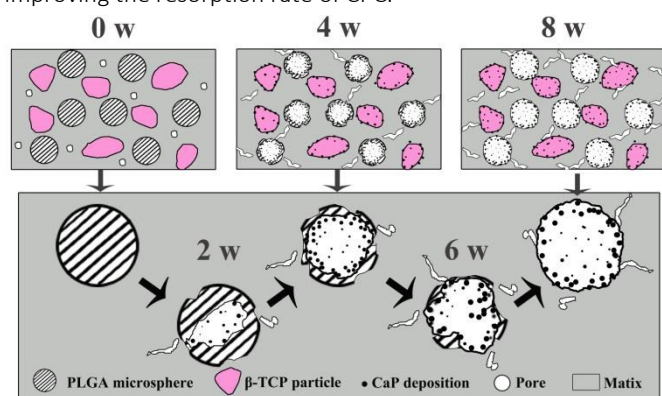 improving the resorption rate of CPC.
0 w 4 w 8 w
2 w 6 w
PLGA microsphere β-TCP particle CaP deposition Pore Matix